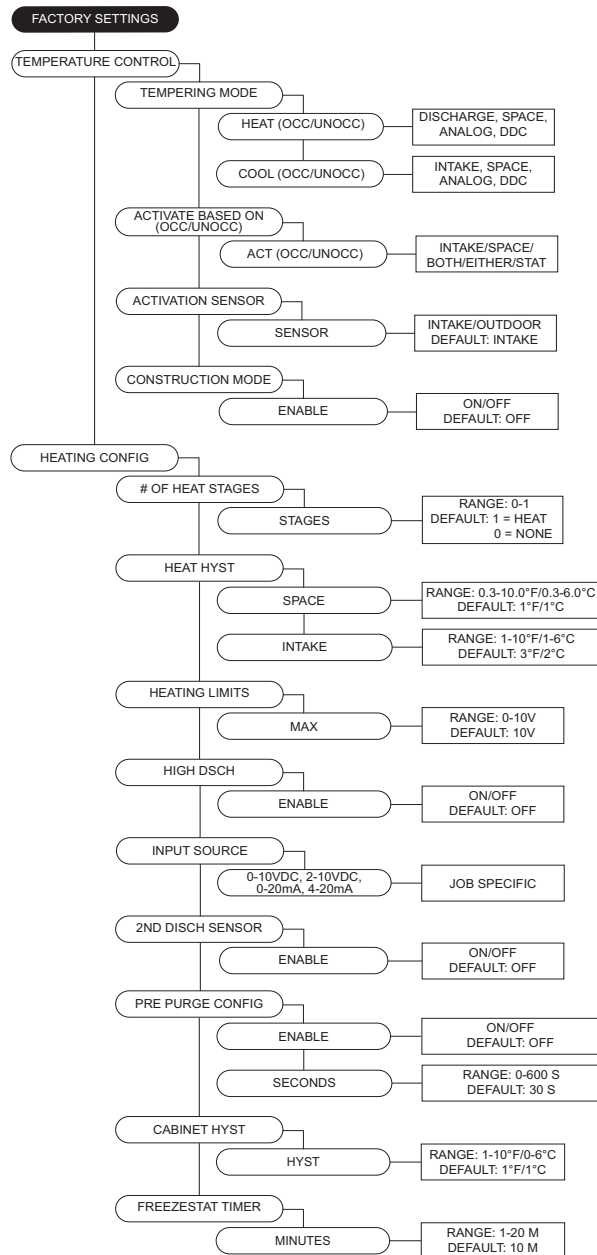 FACTORY SETTINGS
TEMPERATURE CONTROL
TEMPERING MODE
HEAT (OCC/UNOCC)
DISCHARGE, SPACE,
ANALOG, DDC
COOL (OCC/UNOCC)
INTAKE, SPACE,
ANALOG, DDC
ACTIVATE BASED ON
(OCC/UNOCC)
ACT (OCC/UNOCC)
INTAKE/SPACE/
BOTH/EITHER/STAT
ACTIVATION SENSOR
SENSOR
INTAKE/OUTDOOR
DEFAULT: INTAKE
CONSTRUCTION MODE
ENABLE
ON/OFF
DEFAULT: OFF
HEATING CONFIG
# OF HEAT STAGES
STAGES
RANGE: 0-1
DEFAULT: 1 = HEAT
0 = NONE
HEAT HYST
SPACE
RANGE: 0.3-10.0°F/0.3-6.0°C
DEFAULT: 1°F/1°C
INTAKE
RANGE: 1-10°F/1-6°C
DEFAULT: 3°F/2°C
HEATING LIMITS
MAX
RANGE: 0-10V
DEFAULT: 10V
HIGH DSCH
ENABLE
ON/OFF
DEFAULT: OFF
INPUT SOURCE
0-10VDC, 2-10VDC,
0-20mA, 4-20mA
JOB SPECIFIC
2ND DISCH SENSOR
ENABLE
ON/OFF
DEFAULT: OFF
PRE PURGE CONFIG
ENABLE
ON/OFF
DEFAULT: OFF
SECONDS
RANGE: 0-600 S
DEFAULT: 30 S
CABINET HYST
HYST
RANGE: 1-10°F/0-6°C
DEFAULT: 1°F/1°C
FREEZESTAT TIMER
MINUTES
RANGE: 1-20 M
DEFAULT: 10 M